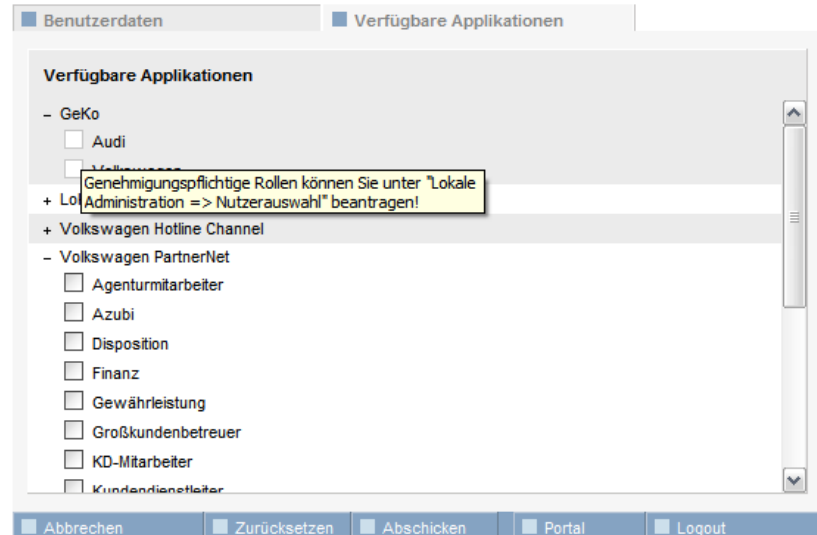 Benutzerdaten
Verfügbare Applikationen
Verfügbare Applikationen
– GeKo
Audi
Genehmigungspflichtige Rollen können Sie unter "Lokale
Administration => Nutzerauswahl" beantragen!
+
+ Volkswagen Hotline Channel
– Volkswagen PartnerNet
Agenturmitarbeiter
Azubi
Disposition
Finanz
Gewährleistung
Großkundenbetreuer
KD-Mitarbeiter
Kundendienstleiter
Abbrechen Zurücksetzen Abschicken Portal Logout